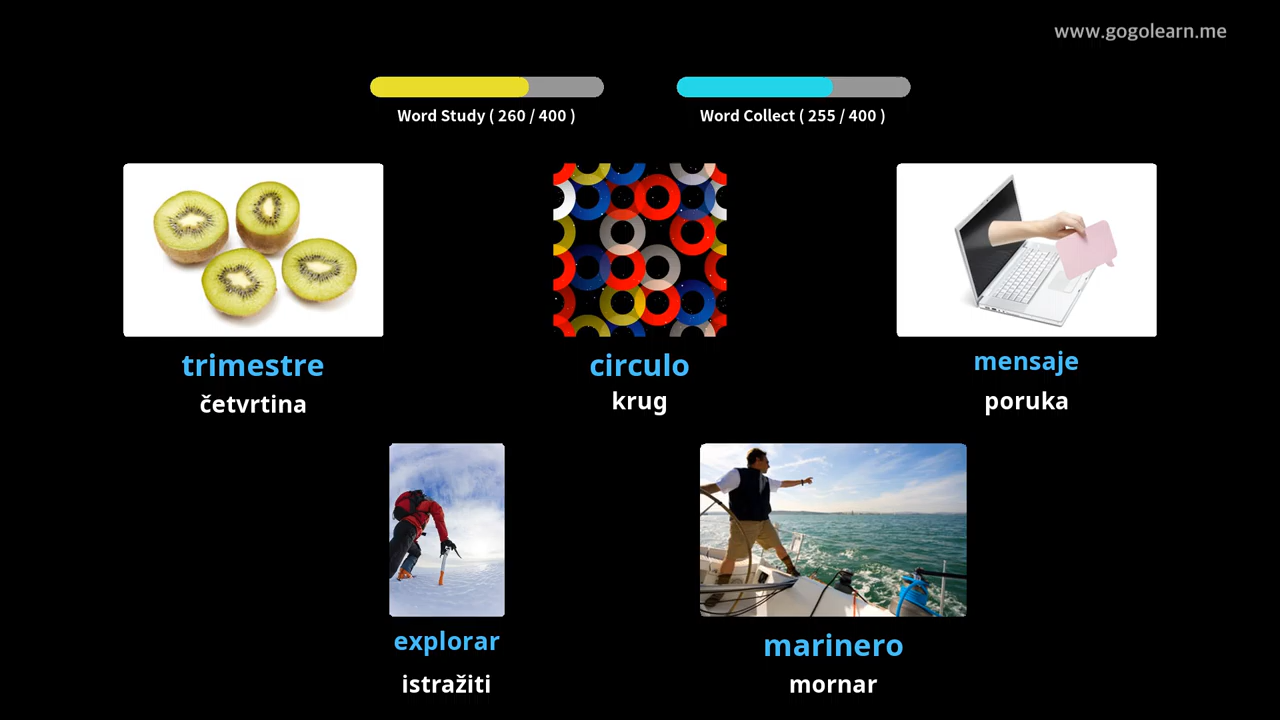 www.gogolearn.me
Word Study ( 260 / 400 )
Word Collect ( 255 / 400 )
trimestre
četvrtina
circulo
krug
mensaje
poruka
explorar
istražiti
marinero
mornar